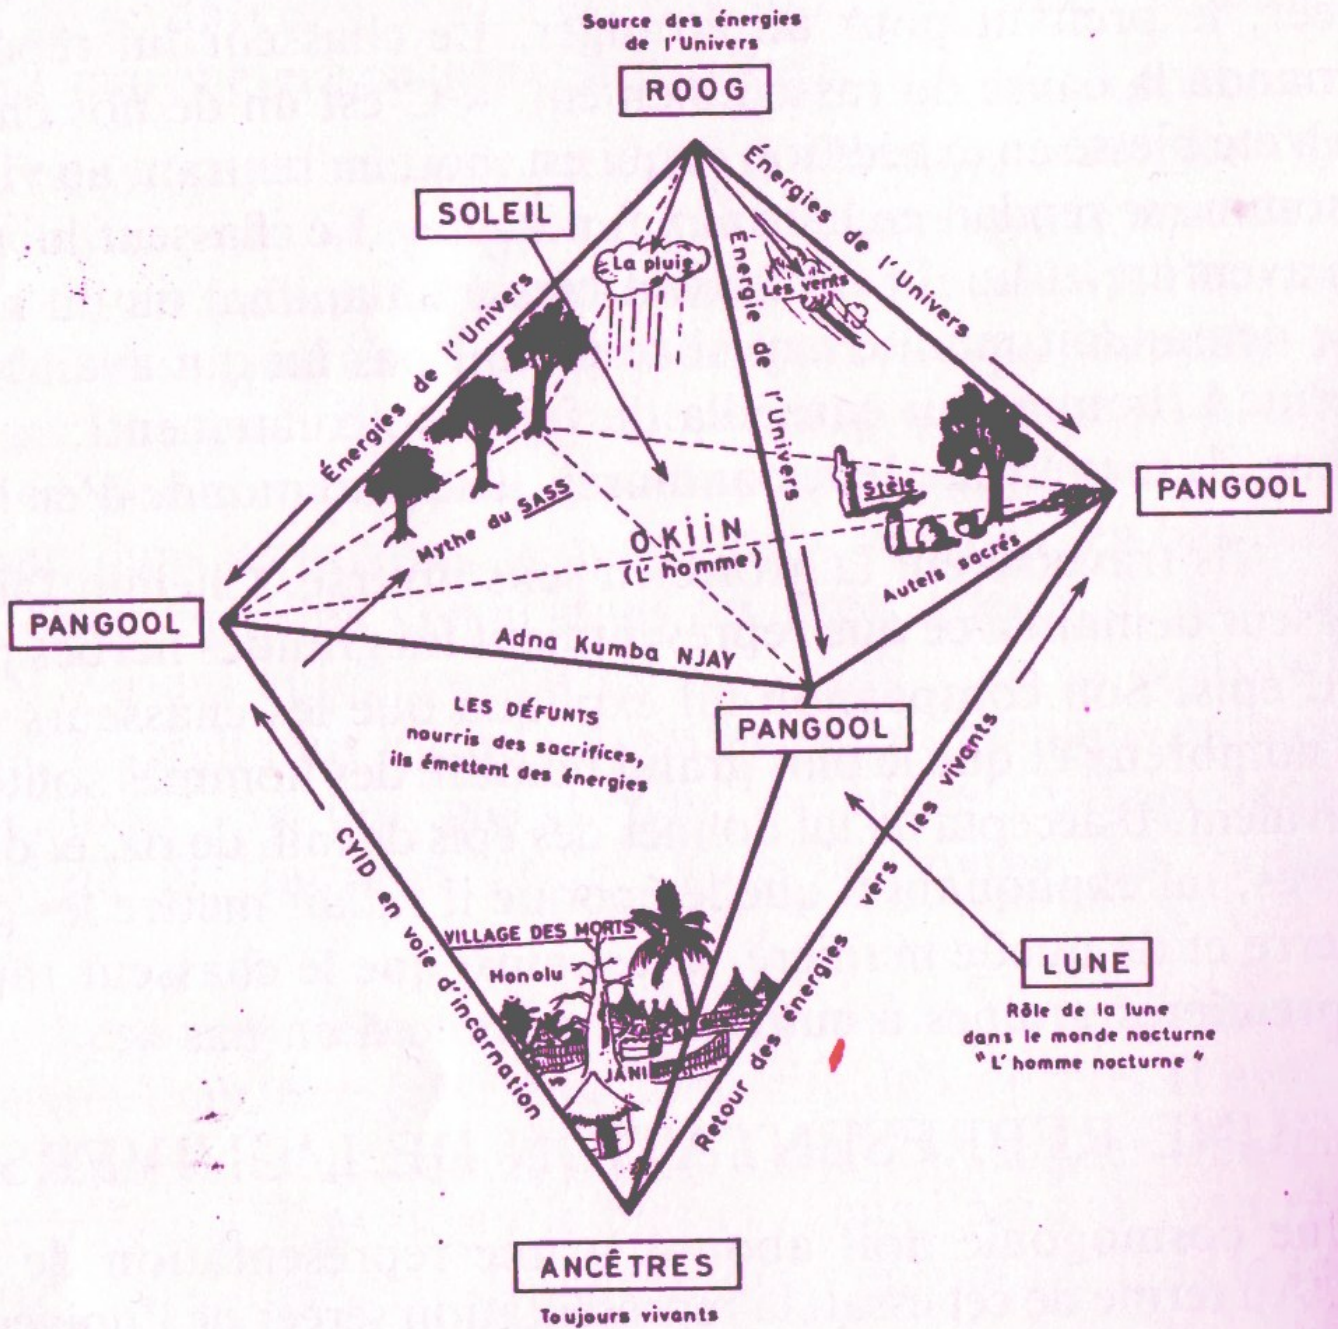 Source des énergies
de l'Univers
ROOG
SOLEIL
Énergies de l'Univers
Énergies de l'Univers
Énergie de l'Univers
La pluie
Les vents
Mythe du SASS
OKIIN
(L'homme)
Stèle
Autels sacrés
PANGOOL
PANGOOL
Adna Kumba NJAY
PANGOOL
LES DÉFUNTS
nourris des sacrifices,
ils émettent des énergies
CYID en voie d'incarnation
Retour des énergies vers les vivants
VILLAGE DES MORTS
Honolu
JANI
LUNE
Rôle de la lune
dans le monde nocturne
"L'homme nocturne"
ANCÊTRES
Toujours vivants